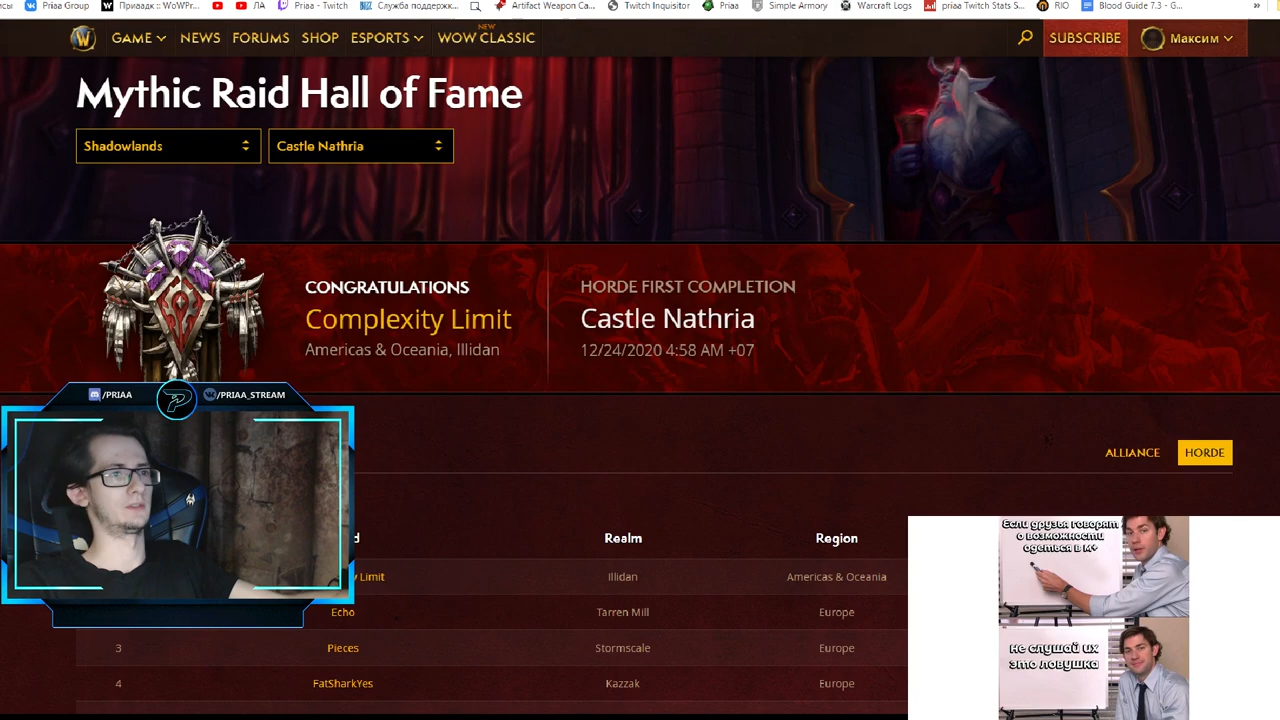 Priaa Group
Приаадк :: WoWPr...
ЛА
Priaa - Twitch
Служба поддержк...
Artifact Weapon Ca...
Twitch Inquisitor
Priaa
Simple Armory
Warcraft Logs
priaa Twitch Stats S...
RIO
Blood Guide 7.3 - G...
»
GAME
NEWS
FORUMS
SHOP
ESPORTS
NEW
WOW CLASSIC
SUBSCRIBE
Максим
Mythic Raid Hall of Fame
Shadowlands
Castle Nathria
CONGRATULATIONS
Complexity Limit
Americas & Oceania, Illidan
HORDE FIRST COMPLETION
Castle Nathria
12/24/2020 4:58 AM +07
/PRIAA
/PRIAA_STREAM
ALLIANCE
HORDE
Realm
Region
Limit
Illidan
Americas & Oceania
Echo
Tarren Mill
Europe
3
Pieces
Stormscale
Europe
4
FatSharkYes
Kazzak
Europe
Если друзья говорят
о возможности
одеться в м+
не слушай их
это ловушка